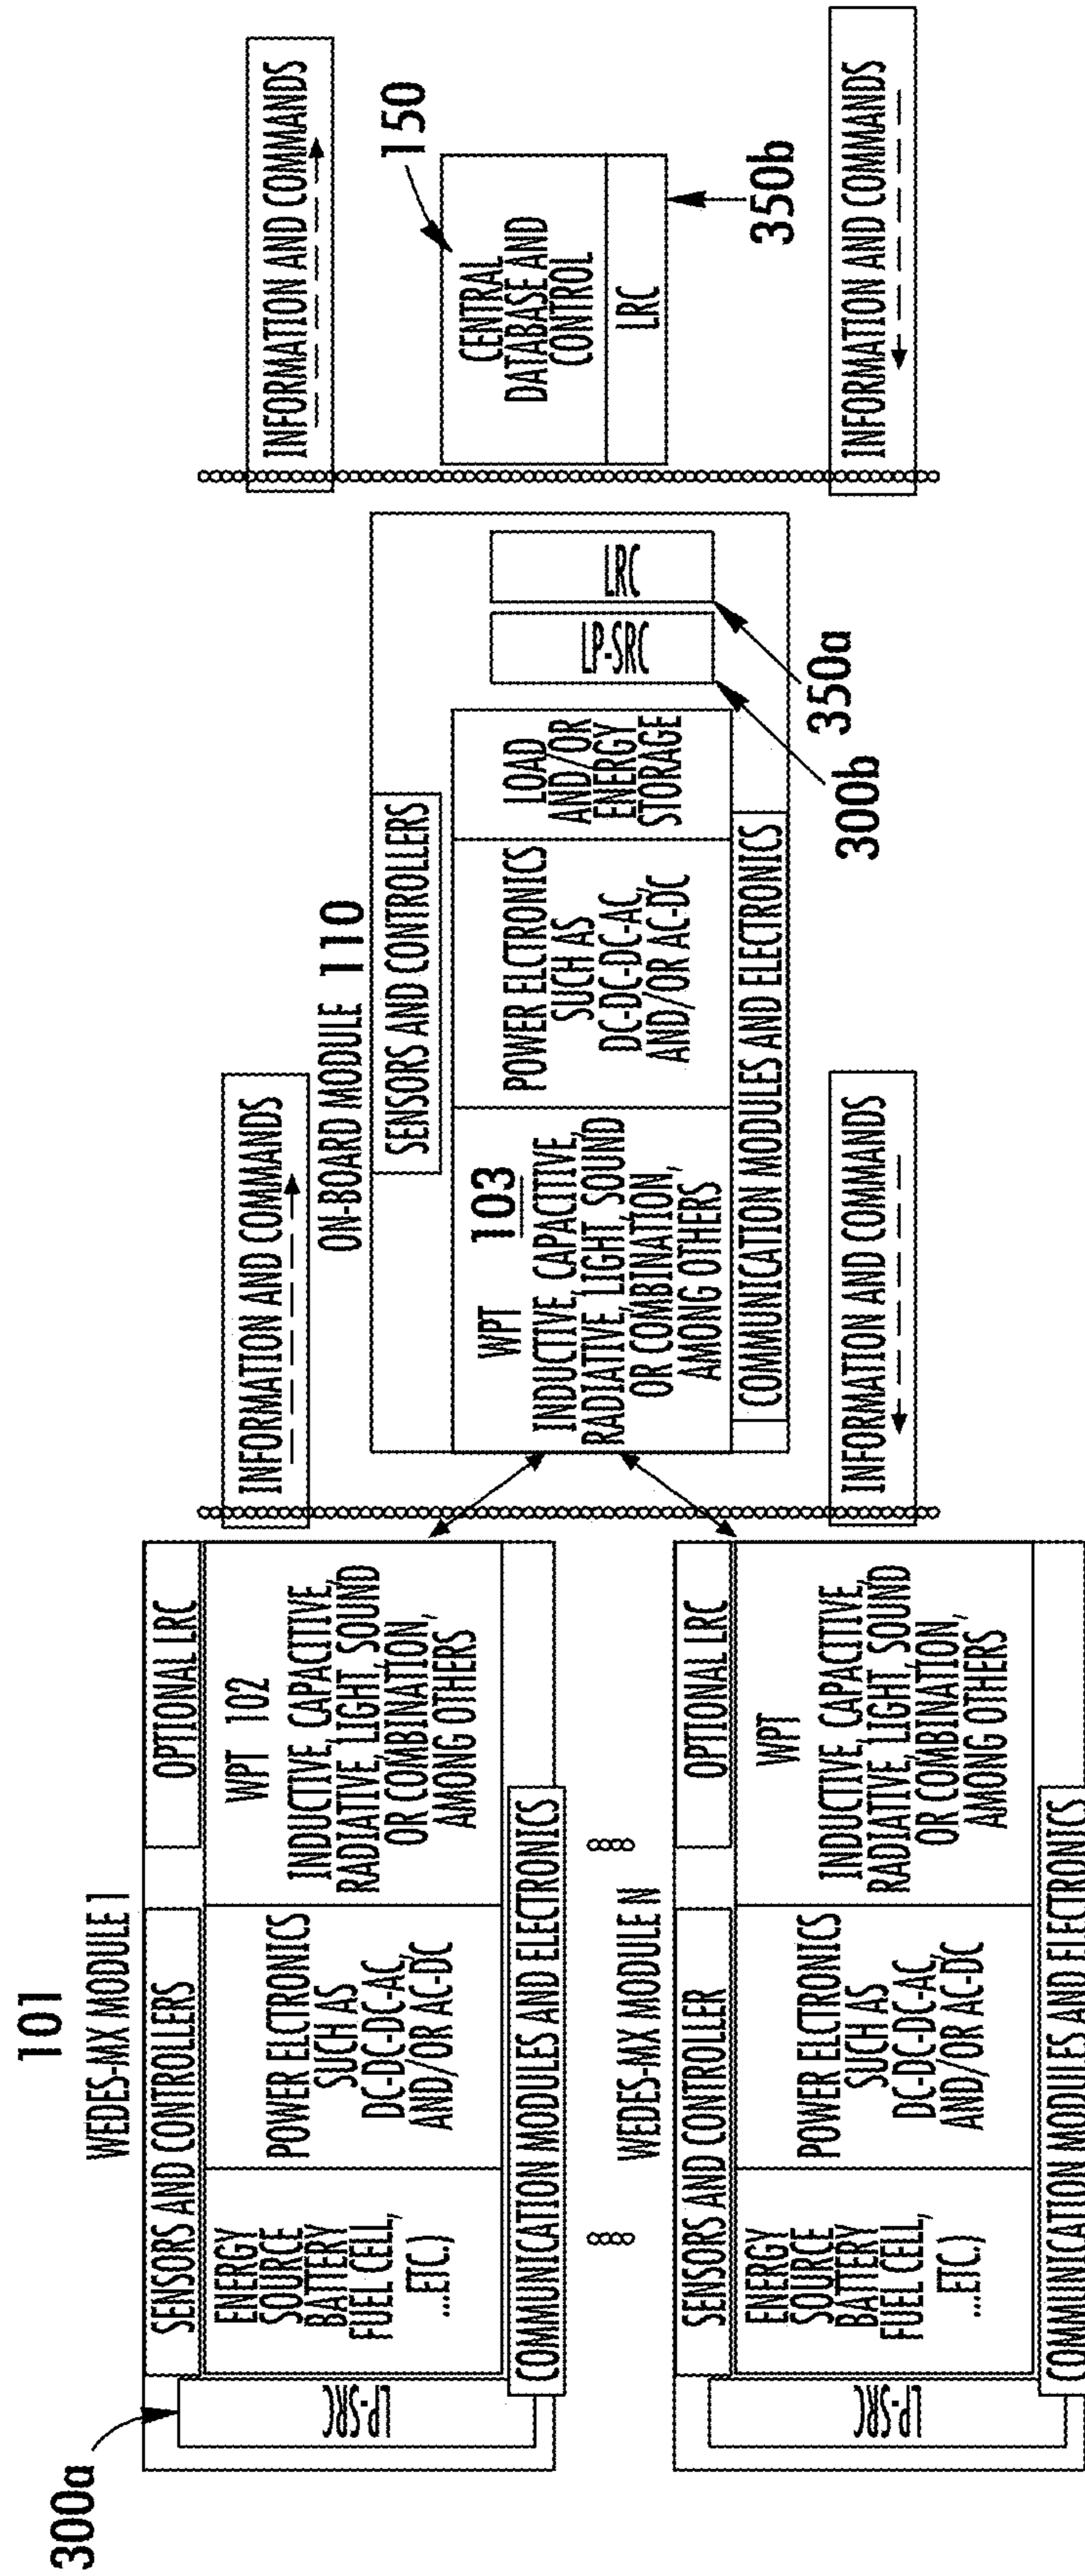 101
WEDES-MX MODULE 1
300a
LP-SRC
SENSORS AND CONTROLLERS
OPTIONAL LRC
ENERGY
SOURCE
BATTERY
FUEL CELL,
....ETC.)
POWER ELECTRONICS
SUCH AS
DC-DC-DC-AC,
AND/OR AC-DC
WPT 102
INDUCTIVE, CAPACITIVE,
RADIATIVE, LIGHT, SOUND
OR COMBINATION,
AMONG OTHERS
COMMUNICATION MODULES AND ELECTRONICS
WEDES-MX MODULE N
LP-SRC
SENSORS AND CONTROLLER
OPTIONAL LRC
ENERGY
SOURCE
BATTERY
FUEL CELL,
....ETC.)
POWER ELECTRONICS
SUCH AS
DC-DC-DC-AC,
AND/OR AC-DC
WPT
INDUCTIVE, CAPACITIVE,
RADIATIVE, LIGHT, SOUND
OR COMBINATION,
AMONG OTHERS
COMMUNICATION MODULES AND ELECTRONICS
INFORMATION AND COMMANDS
ON-BOARD MODULE 110
SENSORS AND CONTROLLERS
WPT 103
INDUCTIVE, CAPACITIVE,
RADIATIVE, LIGHT, SOUND
OR COMBINATION,
AMONG OTHERS
POWER ELCTRONICS
SUCH AS
DC-DC-DC-AC,
AND/OR AC-DC
LOAD
AND/OR
ENERGY
STORAGE
LP-SRC
LRC
COMMUNICATION MODULES AND ELECTRONICS
300b
350a
INFORMATION AND COMMANDS
INFORMATION AND COMMANDS
150
CENTRAL
DATABASE AND
CONTROL
LRC
350b
INFORMATION AND COMMANDS